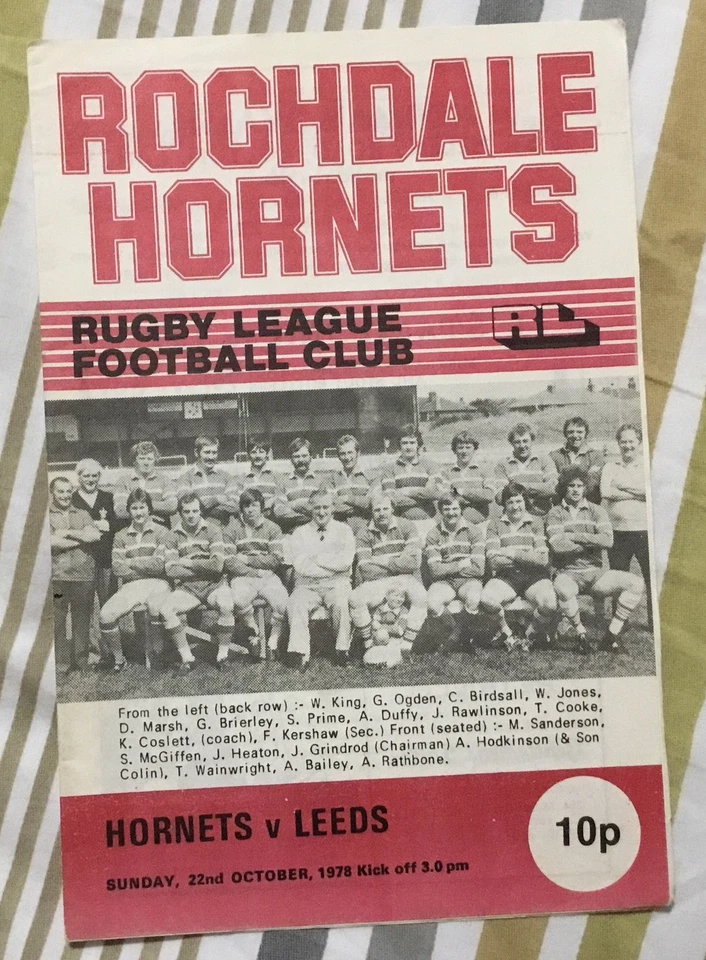 ROCHDALE
HORNETS
RUGBY LEAGUE
FOOTBALL CLUB
RL
From the left (back row) :- W. King, G. Ogden, C. Birdsall, W. Jones,
D. Marsh, G. Brierley, S. Prime, A. Duffy, J. Rawlinson, T. Cooke,
K. Coslett, (coach), F. Kershaw (Sec.) Front (seated) :- M. Sanderson,
S. McGiffen, J. Heaton, J. Grindrod (Chairman) A. Hodkinson (& Son
Colin), T. Wainwright, A. Bailey, A. Rathbone.
HORNETS v LEEDS
SUNDAY, 22nd OCTOBER, 1978 Kick off 3.0 pm
10p